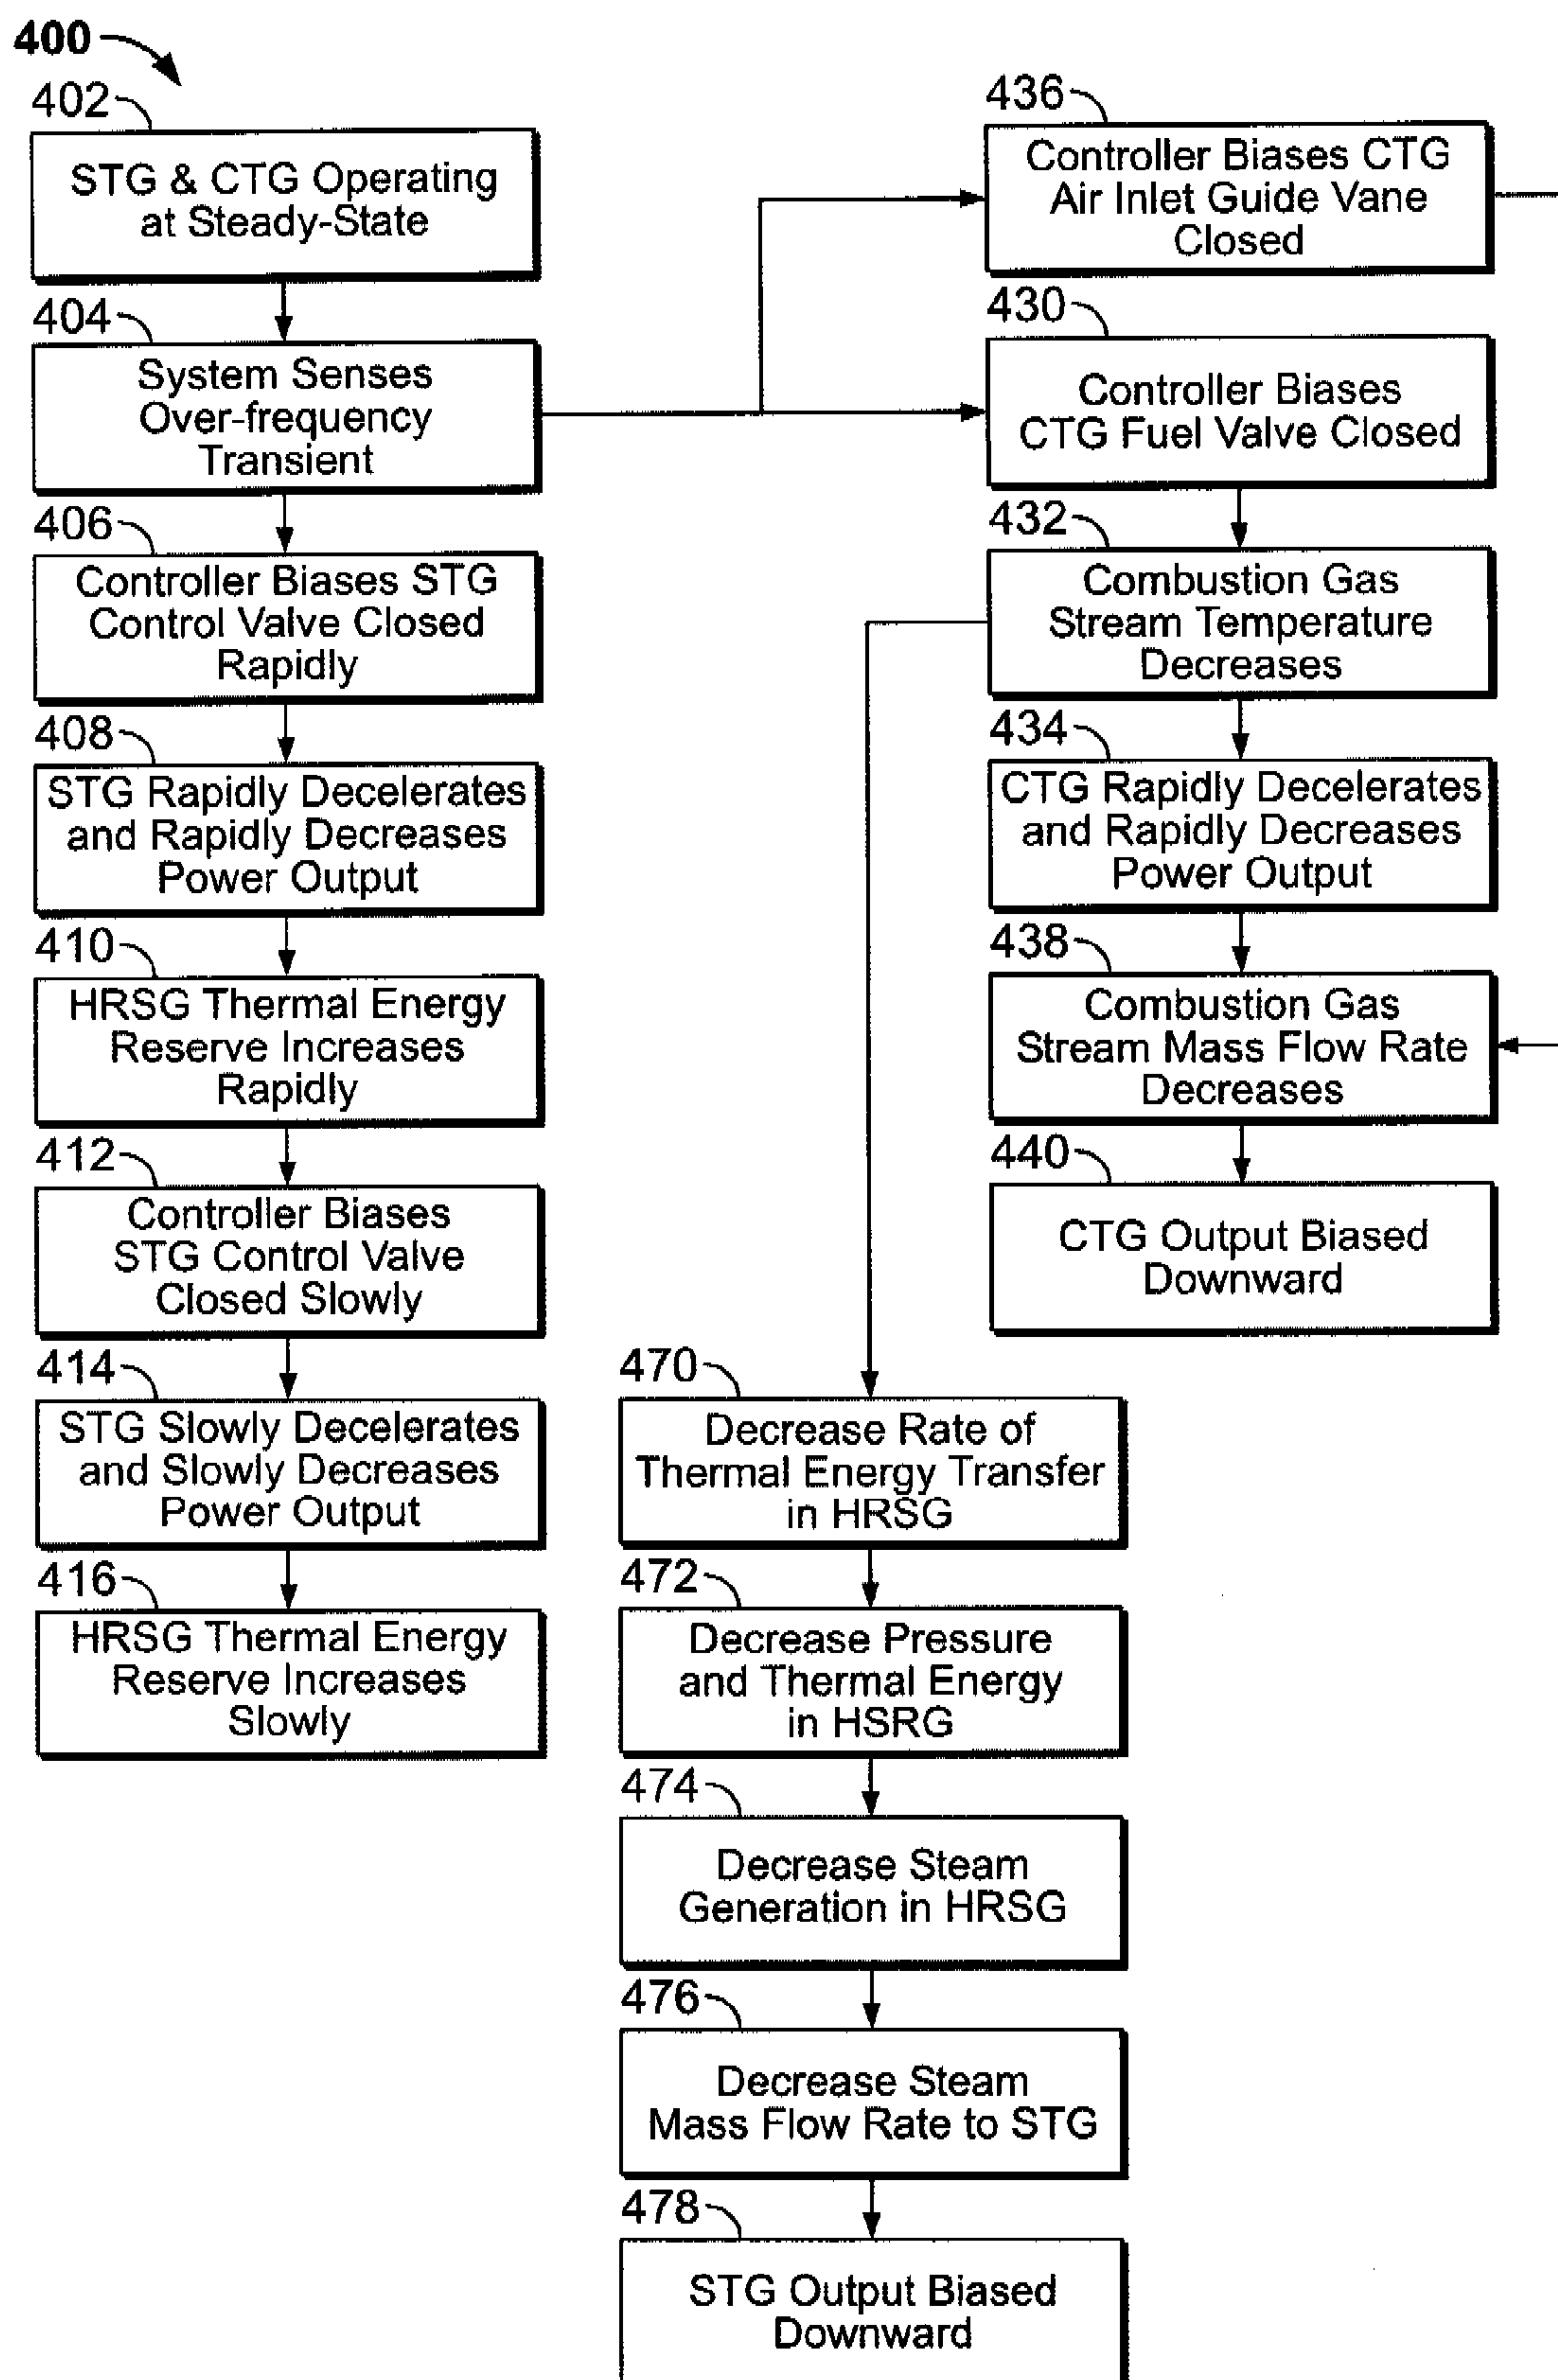 400
402
STG & CTG Operating
at Steady-State
404
System Senses
Over-frequency
Transient
406
Controller Biases STG
Control Valve Closed
Rapidly
408
STG Rapidly Decelerates
and Rapidly Decreases
Power Output
410
HRSG Thermal Energy
Reserve Increases
Rapidly
412
Controller Biases
STG Control Valve
Closed Slowly
414
STG Slowly Decelerates
and Slowly Decreases
Power Output
416
HRSG Thermal Energy
Reserve Increases
Slowly
436
Controller Biases CTG
Air Inlet Guide Vane
Closed
430
Controller Biases
CTG Fuel Valve Closed
432
Combustion Gas
Stream Temperature
Decreases
434
CTG Rapidly Decelerates
and Rapidly Decreases
Power Output
438
Combustion Gas
Stream Mass Flow Rate
Decreases
440
CTG Output Biased
Downward
470
Decrease Rate of
Thermal Energy Transfer
in HRSG
472
Decrease Pressure
and Thermal Energy
in HSRG
474
Decrease Steam
Generation in HRSG
476
Decrease Steam
Mass Flow Rate to STG
478
STG Output Biased
Downward